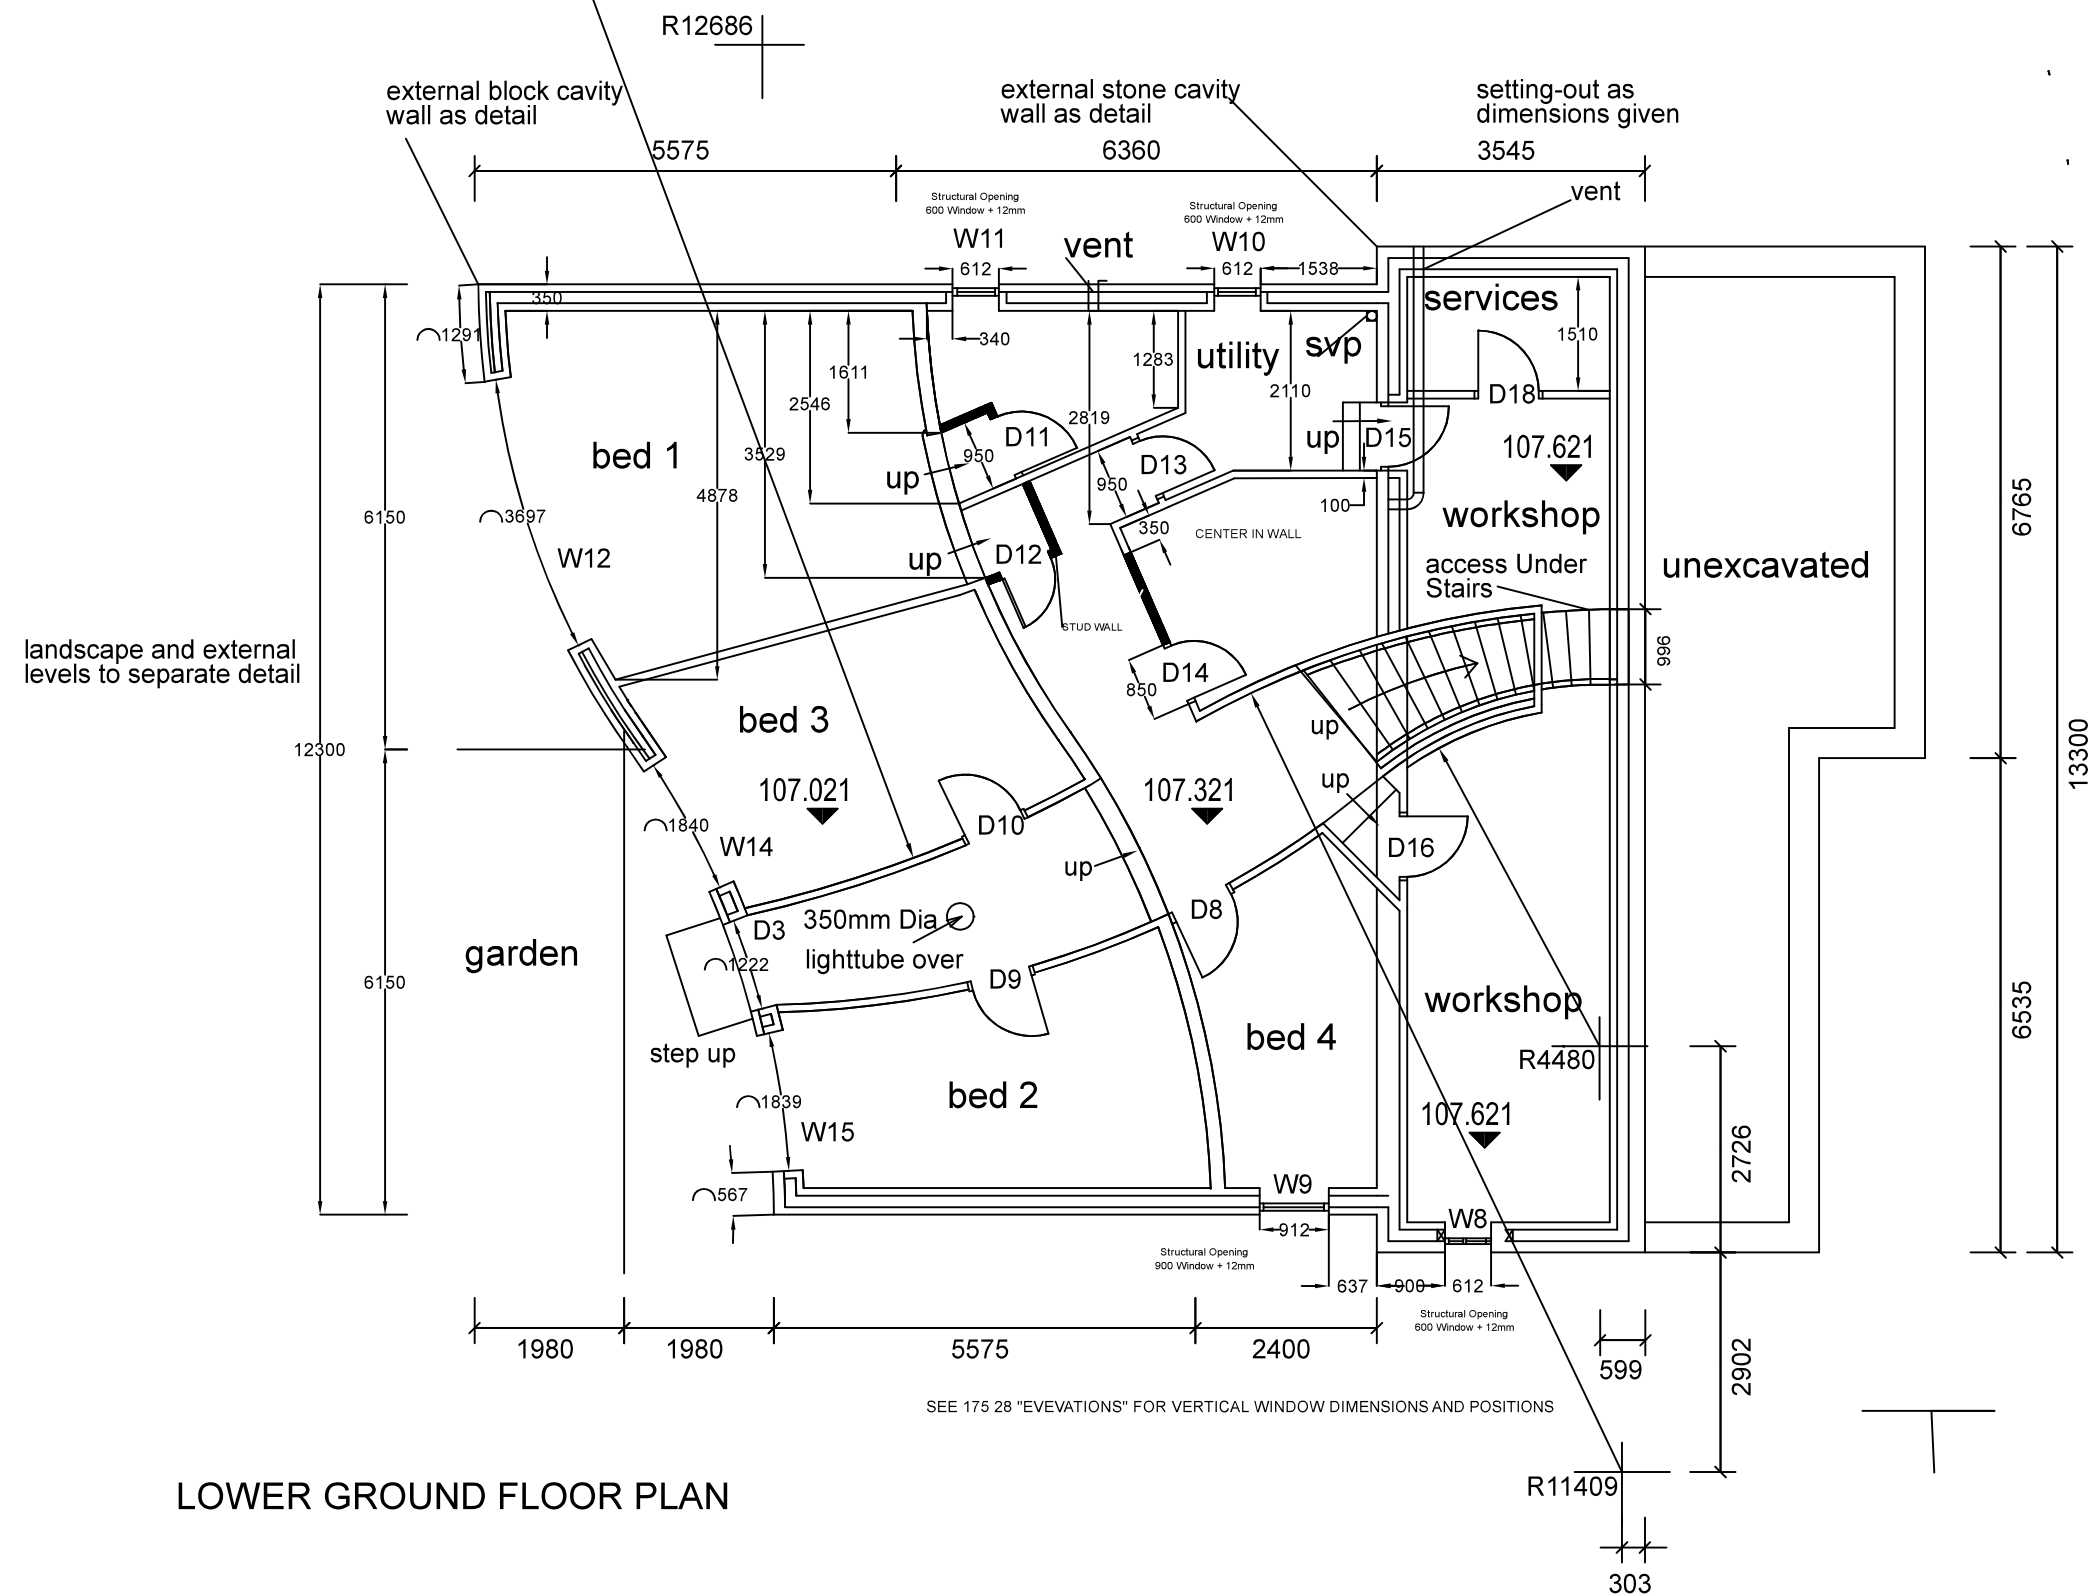 R12686
external block cavity
wall as detail
external stone cavity
wall as detail
setting-out as
dimensions given
5575
6360
3545
vent
Structural Opening
600 Window + 12mm
Structural Opening
600 Window + 12mm
W11
vent
W10
612
612
1538
350
services
1291
340
1510
1283
utility
svp
1611
2110
2546
2819
D18
D11
D15
up
bed 1
3529
950
D13
107.621
up
950
4878
6150
3697
350
100
workshop
6765
CENTER IN WALL
W12
up
D12
access Under
Stairs
unexcavated
STUD WALL
landscape and external
levels to separate detail
996
D14
850
bed 3
up
12300
13300
107.021
107.321
up
1840
D10
W14
D16
up
D8
350mm Dia
D3
lighttube over
garden
1222
D9
6150
workshop
6535
bed 4
step up
R4480
bed 2
1839
107.621
W15
2726
567
W9
W8
912
Structural Opening
900 Window + 12mm
637
900
612
Structural Opening
600 Window + 12mm
1980
1980
5575
2400
599
2902
SEE 175 28 "EVEVATIONS" FOR VERTICAL WINDOW DIMENSIONS AND POSITIONS
R11409
LOWER GROUND FLOOR PLAN
303